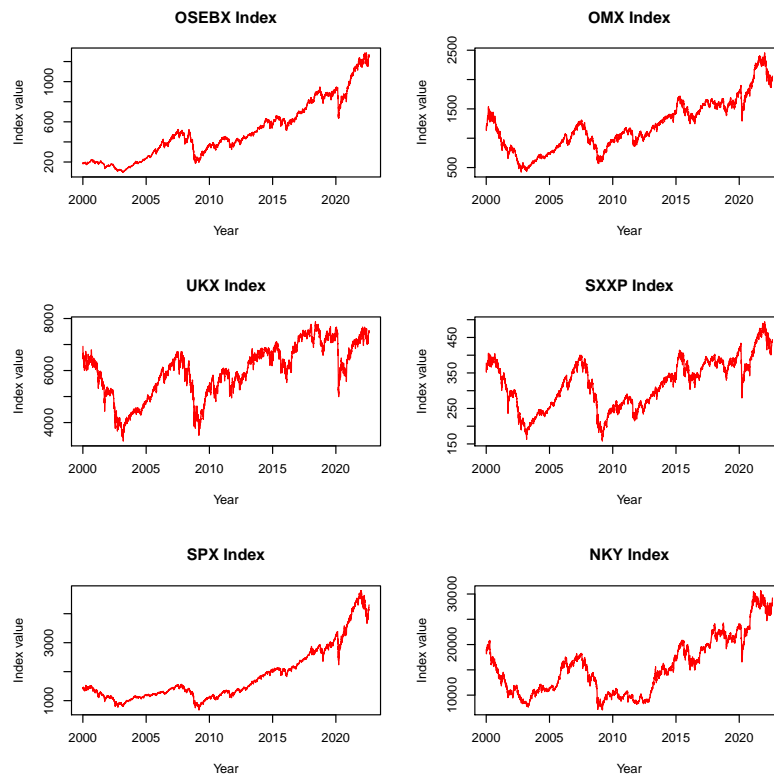 OSEBX Index
Index value
200
600
1000
2000 2005 2010 2015 2020
Year
OMX Index
Index value
500
1500
2500
2000 2005 2010 2015 2020
Year
UKX Index
Index value
4000
6000
8000
2000 2005 2010 2015 2020
Year
SXXP Index
Index value
150
250
350
450
2000 2005 2010 2015 2020
Year
SPX Index
Index value
1000
3000
2000 2005 2010 2015 2020
Year
NKY Index
Index value
10000
20000
30000
2000 2005 2010 2015 2020
Year